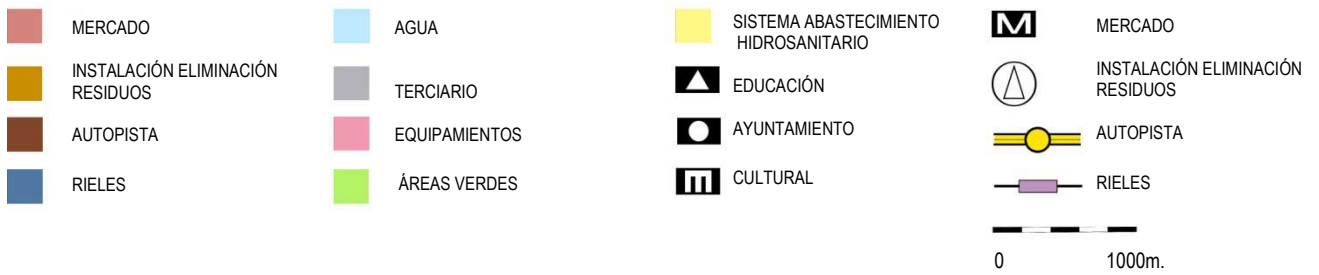 MERCADO
INSTALACIÓN ELIMINACIÓN
RESIDUOS
AUTOPISTA
RIELES
AGUA
TERCIARIO
EQUIPAMIENTOS
ÁREAS VERDES
SISTEMA ABASTECIMIENTO
HIDROSANITARIO
EDUCACIÓN
AYUNTAMIENTO
CULTURAL
M MERCADO
INSTALACIÓN ELIMINACIÓN
RESIDUOS
AUTOPISTA
RIELES
0 1000m.